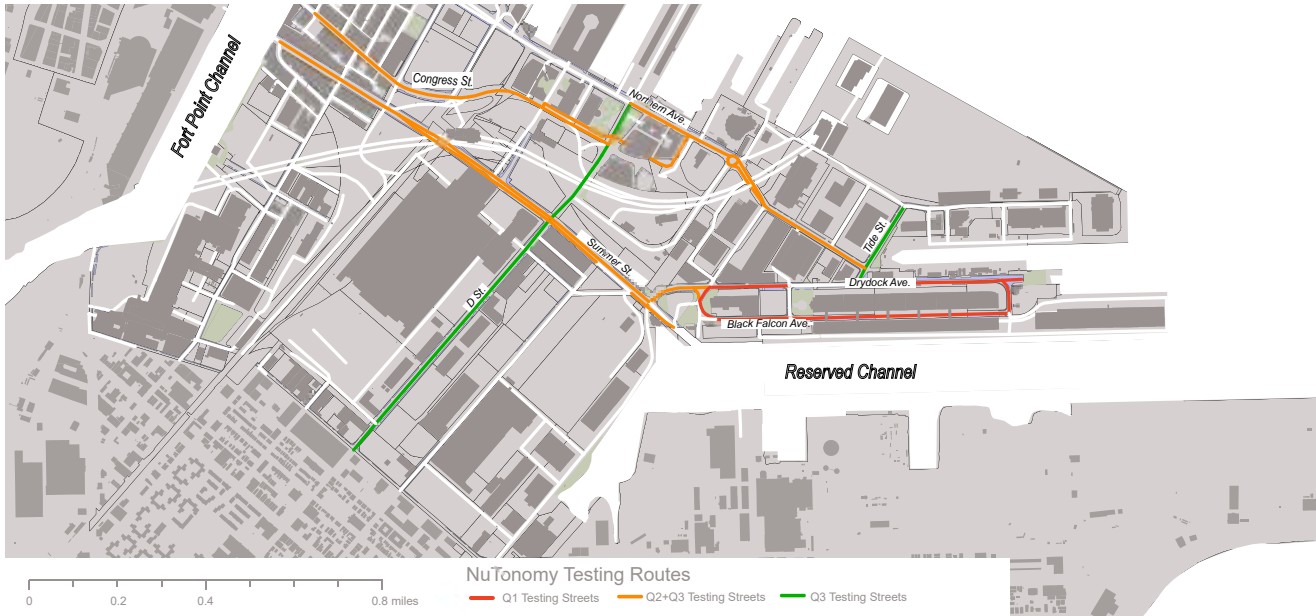 Fort Point Channel
Congress St.
Northern Ave.
Tide St.
Summer St.
D St.
Drydock Ave.
Black Falcon Ave.
Reserved Channel
NuTonomy Testing Routes
0 0.2 0.4 0.8 miles
Q1 Testing Streets Q2+Q3 Testing Streets Q3 Testing Streets